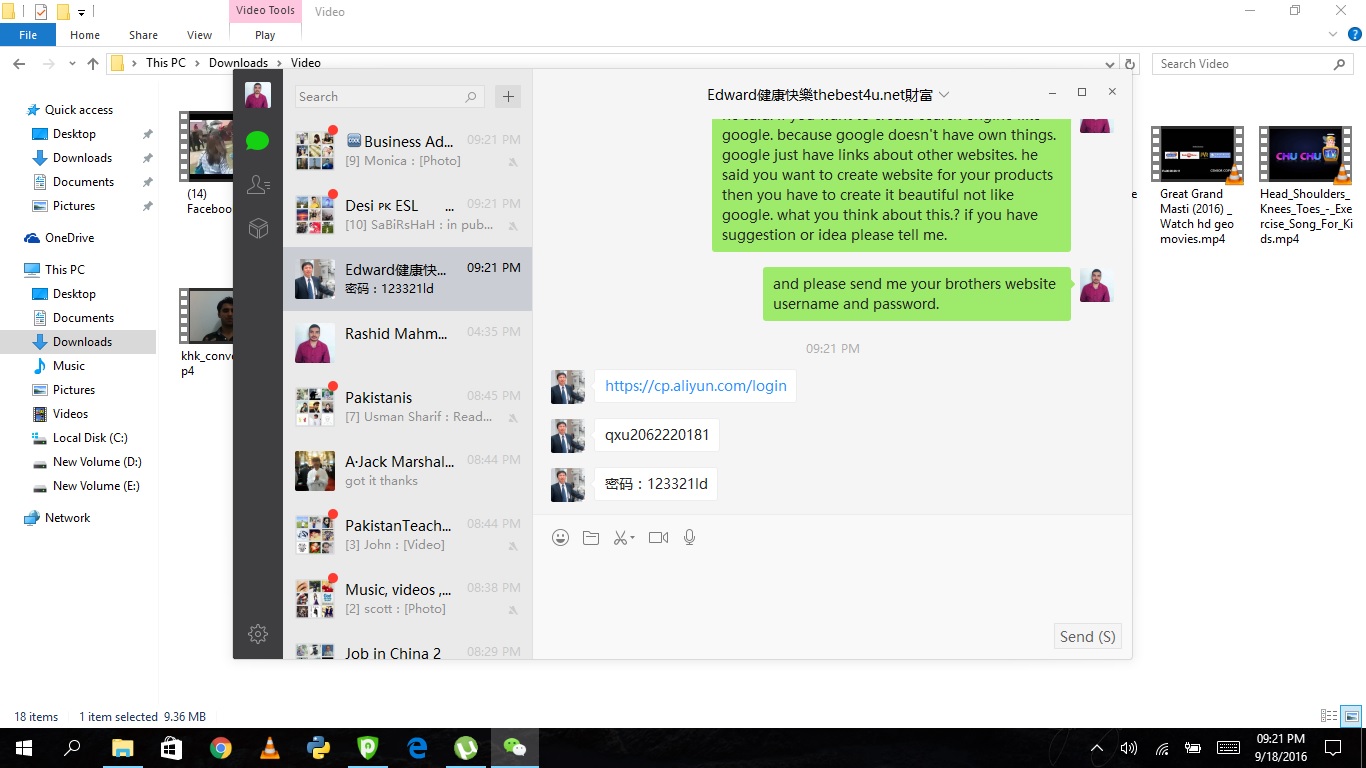 Video Tools
Video
File
Home
Share
View
Play
This PC
Downloads
Video
Search Video
Quick access
Desktop
Downloads
Documents
Pictures
OneDrive
This PC
Desktop
Downloads
Documents
Downloads
Music
Pictures
Videos
Local Disk (C:)
New Volume (D:)
New Volume (E:)
Network
(14)
Facebook
khk_conve
p4
Great Grand
Masti (2016) _
Watch hd geo
movies.mp4
Head_Shoulders_
Knees_Toes_-_Exe
rcise_Song_For_Ki
ds.mp4
CHU CHU
Search
Business Ad...
09:21 PM
[9] Monica : [Photo]
Desi PK ESL
09:21 PM
[10] SaBiRsHaH : in pub...
Edward健康快...
09:21 PM
密码：123321ld
Rashid Mahm...
04:35 PM
Pakistanis
08:45 PM
[7] Usman Sharif : Read...
A·Jack Marshal...
08:44 PM
got it thanks
PakistanTeach...
08:44 PM
[3] John : [Video]
Music, videos ,...
08:38 PM
[2] scott : [Photo]
Job in China 2
08:29 PM
Edward健康快樂thebest4u.net財富
google. because google doesn't have own things.
google just have links about other websites. he
said you want to create website for your products
then you have to create it beautiful not like
google. what you think about this.? if you have
suggestion or idea please tell me.
and please send me your brothers website
username and password.
09:21 PM
https://cp.aliyun.com/login
qxu2062220181
密码：123321ld
Send (S)
18 items
1 item selected 9.36 MB
09:21 PM
9/18/2016